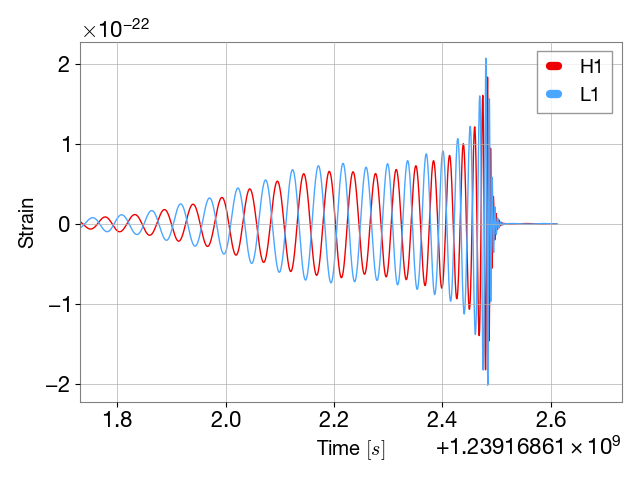 ×10⁻²²
H1
L1
2
1
0
−1
−2
Strain
1.8
2.0
2.2
2.4
2.6
Time [s]
+1.23916861 × 10⁹